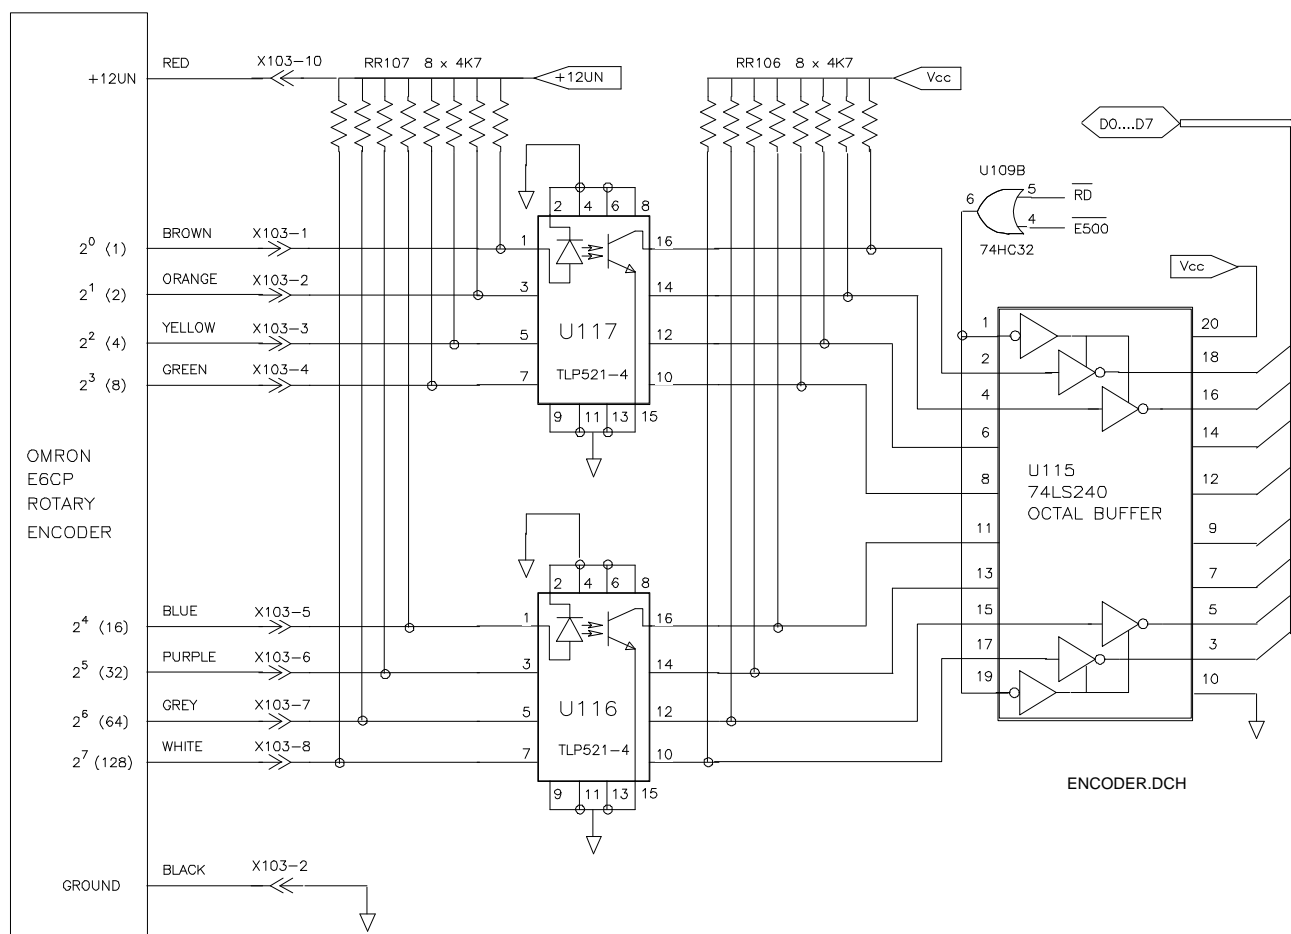 RED X103-10 RR107 8 x 4K7 RR106 8 x 4K7
+12UN +12UN Vcc
D0....D7
U109B
6 5 RD
4 E500
74HC32
2 4 6 8
2⁰ (1) BROWN X103-1 1 16
Vcc
2¹ (2) ORANGE X103-2 3 14
2² (4) YELLOW X103-3 5 U117 12 1 20
2 18
2³ (8) GREEN X103-4 7 TLP521-4 10
4 16
9 11 13 15
6 14
OMRON
E6CP
ROTARY
ENCODER
8 U115 12
74LS240
OCTAL BUFFER
11 9
2 4 6 8
13 7
2⁴ (16) BLUE X103-5 1 16 15 5
2⁵ (32) PURPLE X103-6 3 14 17 3
19 10
2⁶ (64) GREY X103-7 5 U116 12
2⁷ (128) WHITE X103-8 7 TLP521-4 10
9 11 13 15
ENCODER.DCH
GROUND BLACK X103-2